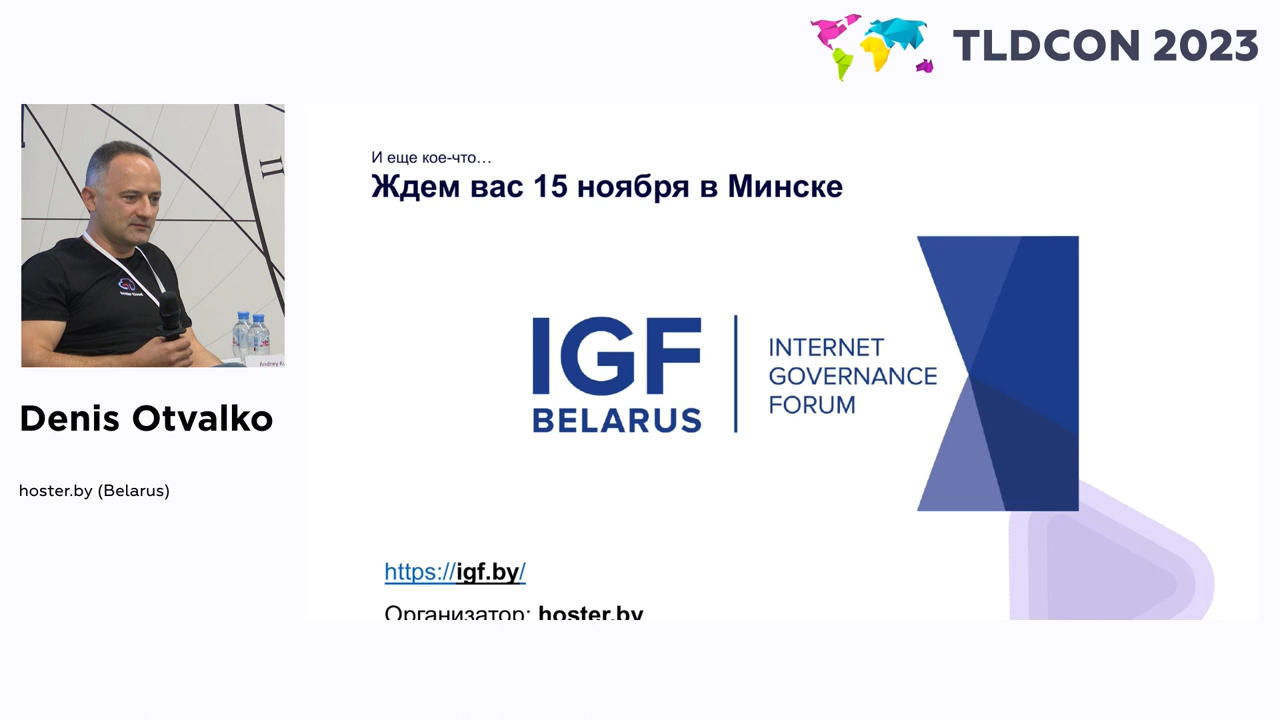 TLDCON 2023
И еще кое-что...
Ждем вас 15 ноября в Минске
IGF
BELARUS
INTERNET
GOVERNANCE
FORUM
https://igf.by/
Организатор: hoster.by
Denis Otvalko
hoster.by (Belarus)